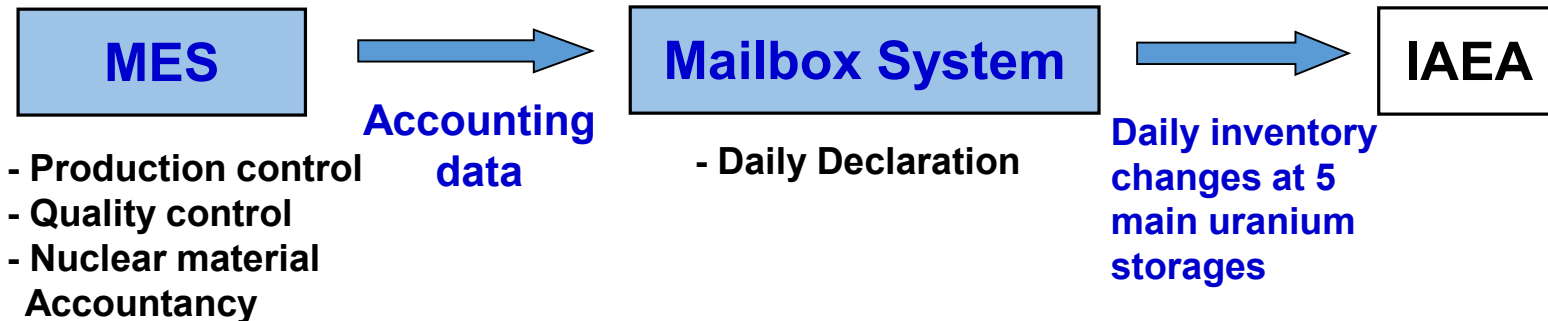 MES
Accounting
data
- Production control
- Quality control
- Nuclear material
Accountancy
Mailbox System
- Daily Declaration
Daily inventory
changes at 5
main uranium
storages
IAEA